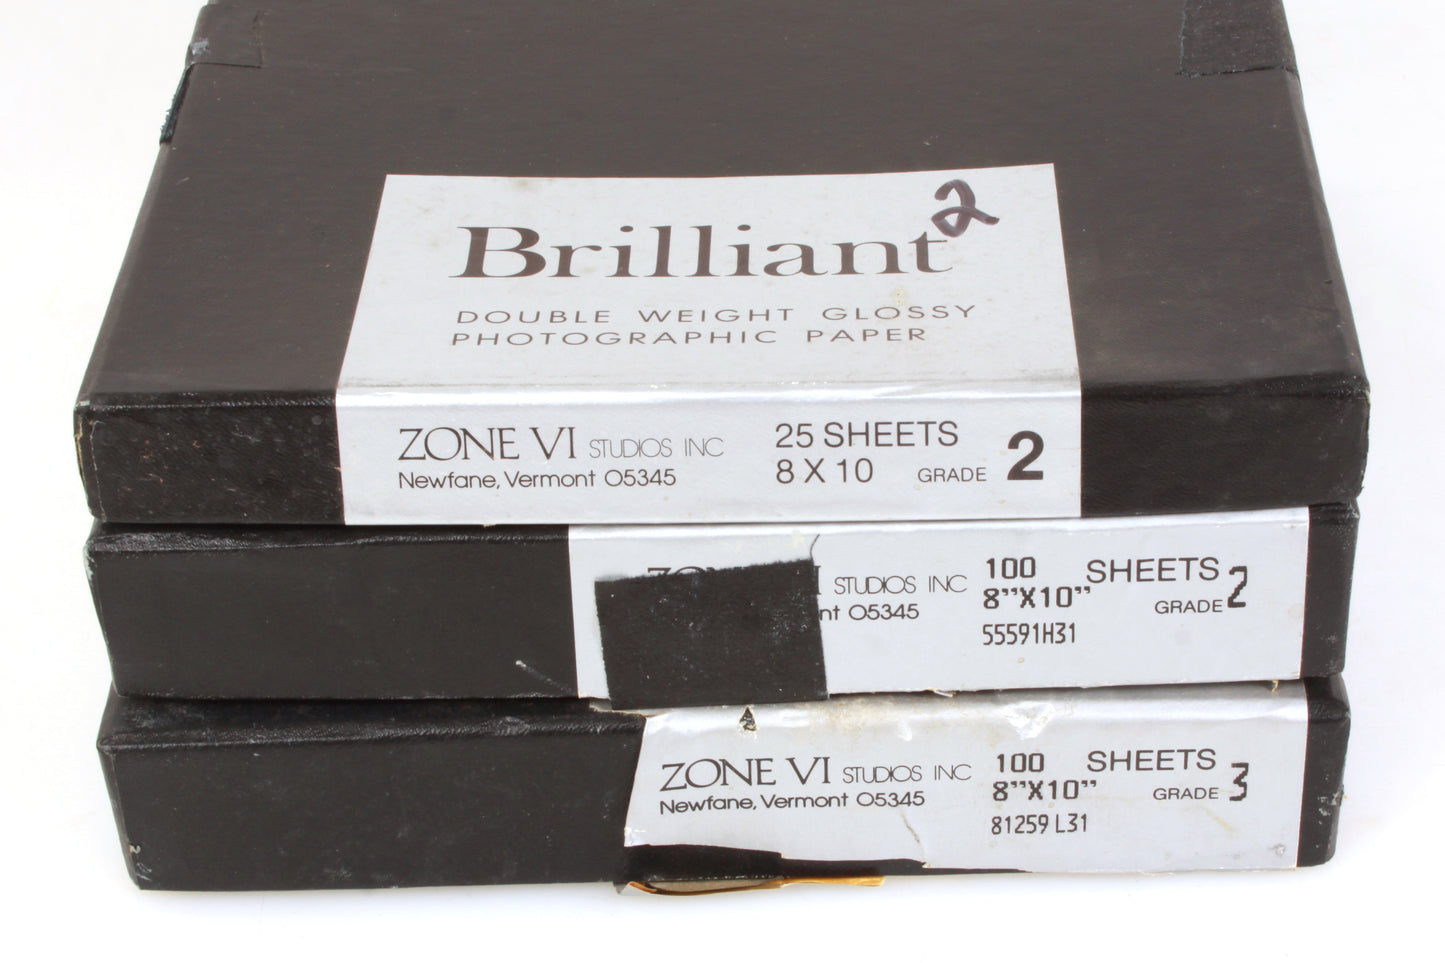 2
Brilliant
DOUBLE WEIGHT GLOSSY
PHOTOGRAPHIC PAPER
ZONE VI STUDIOS INC
Newfane, Vermont 05345
25 SHEETS
8 X 10 GRADE 2
STUDIOS INC
05345
100 SHEETS
8"X10" GRADE 2
55591H31
ZONE VI STUDIOS INC
Newfane, Vermont 05345
100 SHEETS
8"X10" GRADE 3
81259 L31